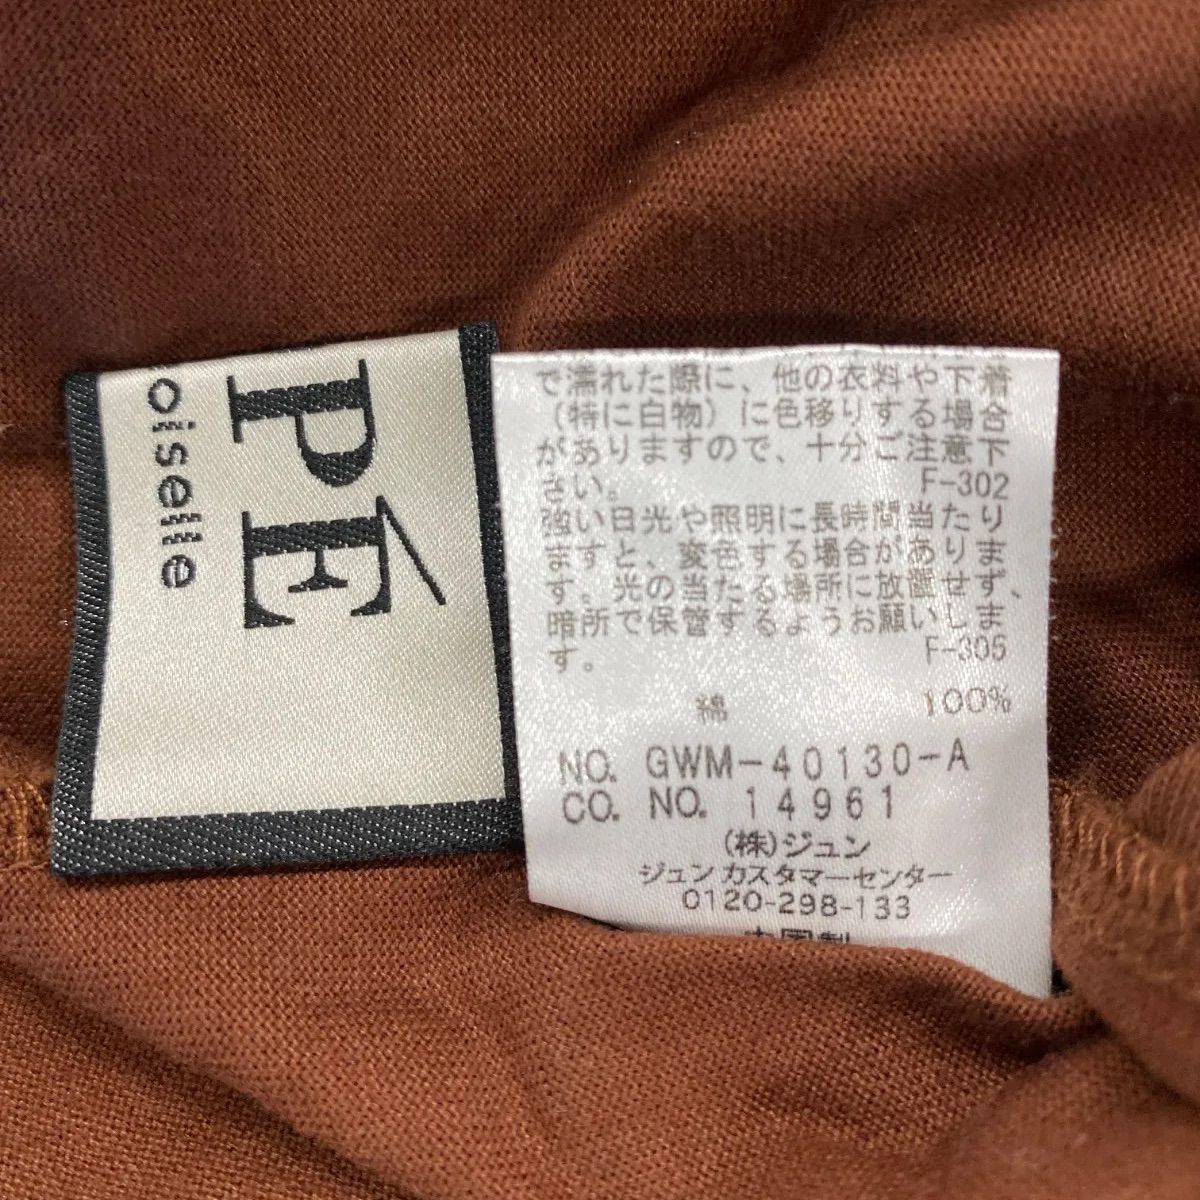 PÉ
oiselle
で濡れた際に、他の衣料や下着
(特に白物)に色移りする場合
がありますので、十分ご注意下
さい。 F-302
強い日光や照明に長時間当たり
ますと、変色する場合がありま
す。光の当たる場所に放置せず、
暗所で保管するようお願いしま
す。 F-305
綿 100%
NO. GWM-40130-A
CO. NO. 14961
(株)ジュン
ジュン カスタマーセンター
0120-298-133
中国製